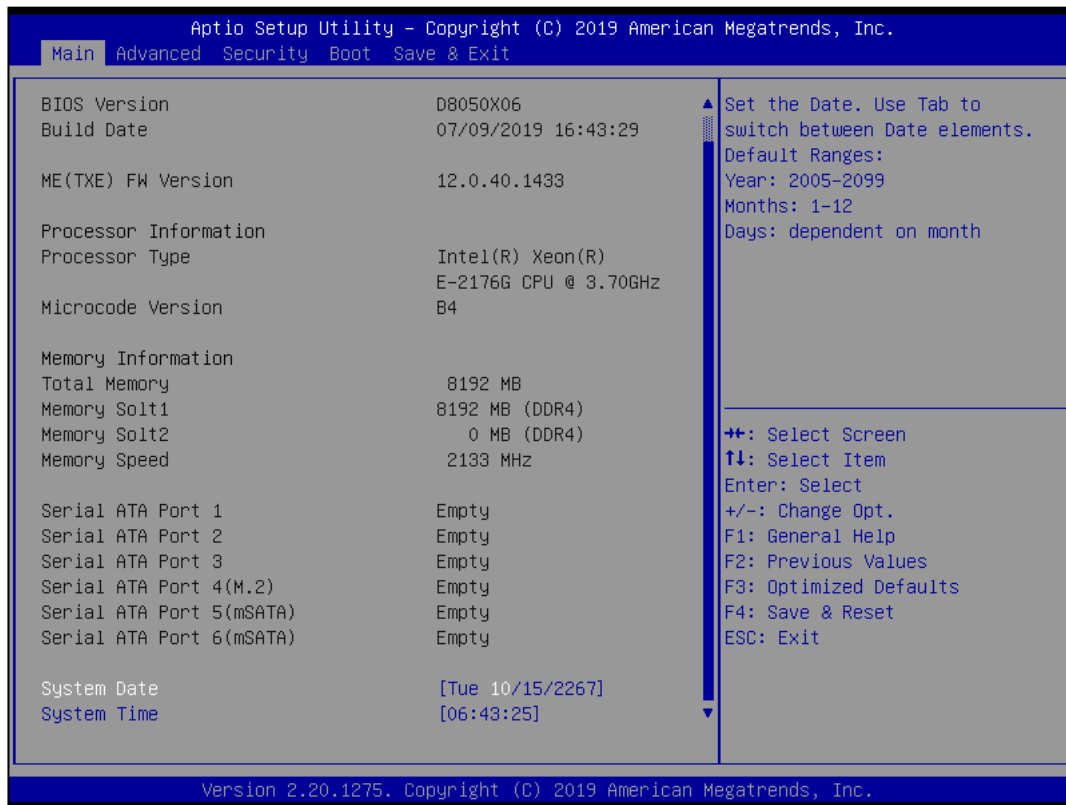 Aptio Setup Utility – Copyright (C) 2019 American Megatrends, Inc.
Main Advanced Security Boot Save & Exit
BIOS Version D8050X06
Build Date 07/09/2019 16:43:29
ME(TXE) FW Version 12.0.40.1433
Processor Information
Processor Type Intel(R) Xeon(R)
E-2176G CPU @ 3.70GHz
Microcode Version B4
Memory Information
Total Memory 8192 MB
Memory Solt1 8192 MB (DDR4)
Memory Solt2 0 MB (DDR4)
Memory Speed 2133 MHz
Serial ATA Port 1 Empty
Serial ATA Port 2 Empty
Serial ATA Port 3 Empty
Serial ATA Port 4(M.2) Empty
Serial ATA Port 5(mSATA) Empty
Serial ATA Port 6(mSATA) Empty
System Date [Tue 10/15/2267]
System Time [06:43:25]
Set the Date. Use Tab to
switch between Date elements.
Default Ranges:
Year: 2005-2099
Months: 1-12
Days: dependent on month
→←: Select Screen
↑↓: Select Item
Enter: Select
+/-: Change Opt.
F1: General Help
F2: Previous Values
F3: Optimized Defaults
F4: Save & Reset
ESC: Exit
Version 2.20.1275. Copyright (C) 2019 American Megatrends, Inc.